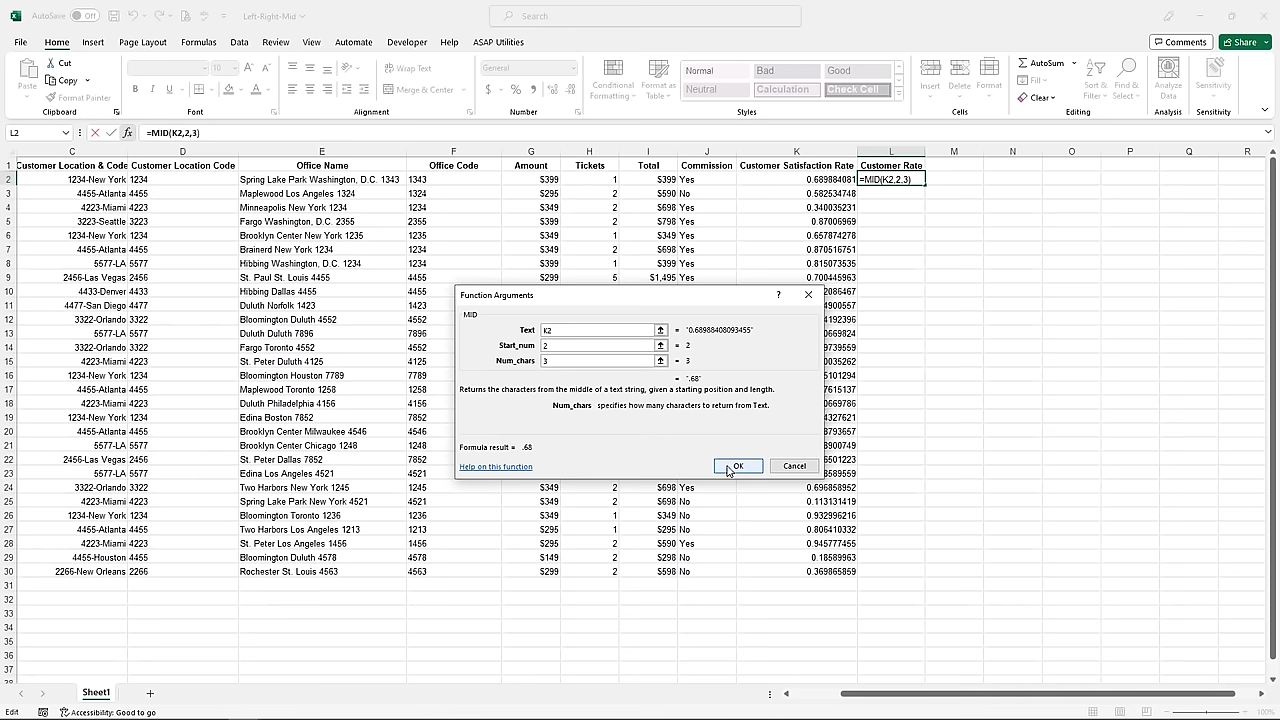 AutoSave Off Left-Right-Mid Search
File Home Insert Page Layout Formulas Data Review View Automate Developer Help ASAP Utilities Comments Share
Paste Cut Copy Format Painter Clipboard
10 A A B I U A Font
Wrap Text Merge & Center Alignment
General $ % Number
Conditional Formatting Format as Table Normal Bad Good Neutral Calculation Check Cell Styles
Insert Delete Format Cells
AutoSum Fill Clear Sort & Filter Find & Select Editing
Analyze Data Analysis Sensitivity Sensitivity
L2 fx =MID(K2,2,3)
C D E F G H I J K L M N O P Q R
1 Customer Location & Code Customer Location Code Office Name Office Code Amount Tickets Total Commission Customer Satisfaction Rate Customer Rate
2 1234-New York 1234 Spring Lake Park Washington, D.C. 1343 1343 $399 1 $399 Yes 0.689884081 =MID(K2,2,3)
3 4455-Atlanta 4455 Maplewood Los Angeles 1324 1324 $295 2 $590 No 0.582534748
4 4223-Miami 4223 Minneapolis New York 1234 1234 $349 2 $698 Yes 0.340035231
5 3223-Seattle 3223 Fargo Washington, D.C. 2355 2355 $399 2 $798 Yes 0.87006969
6 1234-New York 1234 Brooklyn Center New York 1235 1235 $349 1 $349 Yes 0.657874278
7 4455-Atlanta 4455 Brainerd New York 1234 1234 $349 2 $698 Yes 0.870516751
8 5577-LA 5577 Hibbing Washington, D.C. 1234 1234 $399 1 $399 Yes 0.815073535
9 2456-Las Vegas 2456 St. Paul St. Louis 4455 4455 $299 5 $1,495 Yes 0.700445963
10 4433-Denver 4433 Hibbing Dallas 4455 4455 2086467
11 4477-San Diego 4477 Duluth Norfolk 1423 1423 4900557
12 3322-Orlando 3322 Bloomington Duluth 4552 4552 4192396
13 5577-LA 5577 Duluth Duluth 7896 7896 0669824
14 3322-Orlando 3322 Fargo Toronto 4552 4552 9739559
15 4223-Miami 4223 St. Peter Duluth 4125 4125 0035262
16 1234-New York 1234 Bloomington Houston 7789 7789 5101294
17 4455-Atlanta 4455 Maplewood Toronto 1258 1258 7615137
18 4223-Miami 4223 Duluth Philadelphia 4156 4156 0669786
19 1234-New York 1234 Edina Boston 7852 7852 4327621
20 4455-Atlanta 4455 Brooklyn Center Milwaukee 4546 4546 8793657
21 5577-LA 5577 Brooklyn Center Chicago 1248 1248 8900749
22 2456-Las Vegas 2456 St. Peter Dallas 7852 7852 6501223
23 5577-LA 5577 Edina Los Angeles 4521 4521 8589559
24 3322-Orlando 3322 Two Harbors New York 1245 1245 $349 2 $698 Yes 0.696858952
25 4223-Miami 4223 Spring Lake Park New York 4521 4521 $349 2 $698 No 0.113131419
26 1234-New York 1234 Bloomington Toronto 1236 1236 $349 1 $349 No 0.932996216
27 4455-Atlanta 4455 Two Harbors Los Angeles 1213 1213 $295 1 $295 No 0.806410332
28 4223-Miami 4223 St. Peter Los Angeles 1456 1456 $295 2 $590 Yes 0.945777455
29 4455-Houston 4455 Bloomington Duluth 4578 4578 $149 2 $298 No 0.18589963
30 2266-New Orleans 2266 Rochester St. Louis 4563 4563 $299 2 $598 No 0.369865859
31
32
33
34
35
36
37
Function Arguments ?
MID
Text K2 = "0.68988408093455"
Start_num 2 = 2
Num_chars 3 = 3
= ".68"
Returns the characters from the middle of a text string, given a starting position and length.
Num_chars specifies how many characters to return from Text.
Formula result = .68
Help on this function OK Cancel
Sheet1
Edit Accessibility: Good to go 100%